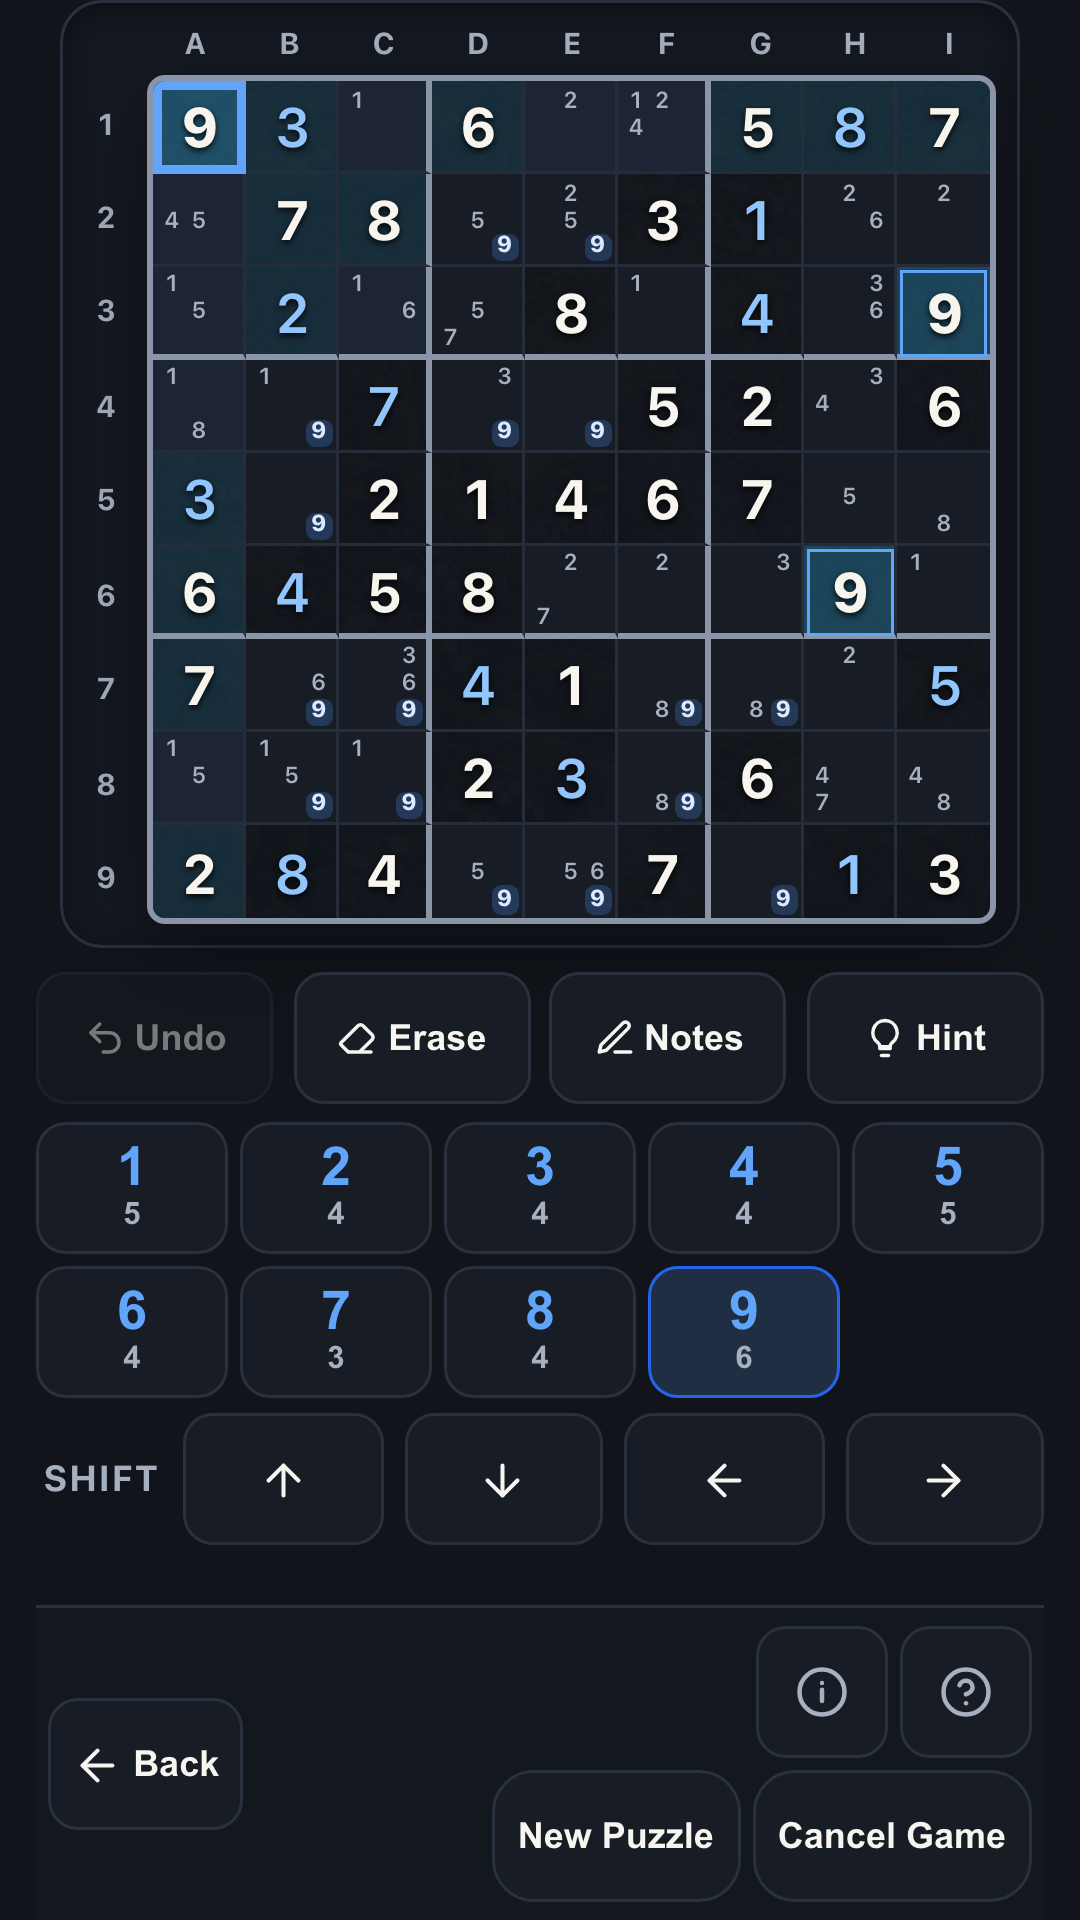 A B C D E F G H I
1 9 3 1 6 2 1 2 4 5 8 7
2 4 5 7 8 5 9 2 5 9 3 1 2 6 2
3 1 5 2 1 6 5 7 8 1 4 3 6 9
4 1 8 1 9 7 3 9 9 5 2 3 4 6
5 3 9 2 1 4 6 7 5 8
6 6 4 5 8 2 7 2 3 9 1
7 7 6 9 3 6 9 4 1 8 9 8 9 2 5
8 1 5 1 5 9 1 9 2 3 8 9 6 4 7 4 8
9 2 8 4 5 9 5 6 9 7 9 1 3
Undo Erase Notes Hint
1 2 3 4 5
5 4 4 4 5
6 7 8 9
4 3 4 6
SHIFT ↑ ↓ ← →
i ?
← Back
New Puzzle Cancel Game